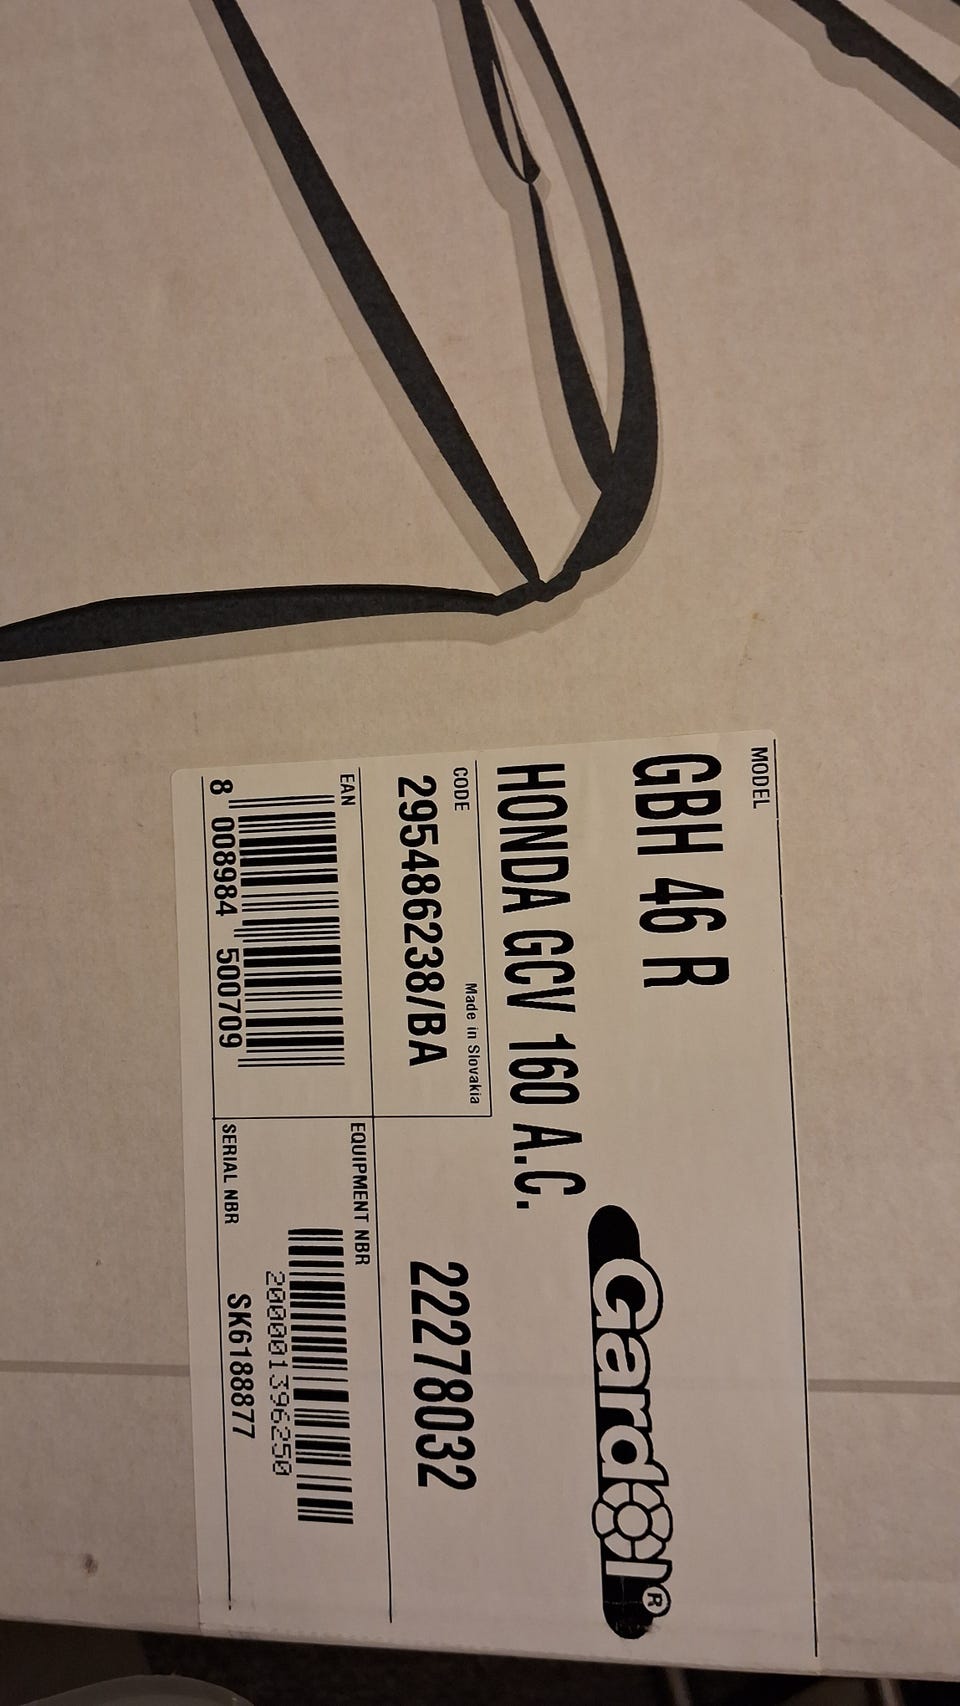 MODEL
GBH 46 R
Gardol®
HONDA GCV 160 A.C.
CODE
Made in Slovakia
295486238/BA
22278032
EAN
8 008984 500709
EQUIPMENT NBR
2000001396250
SERIAL NBR
SK6188877